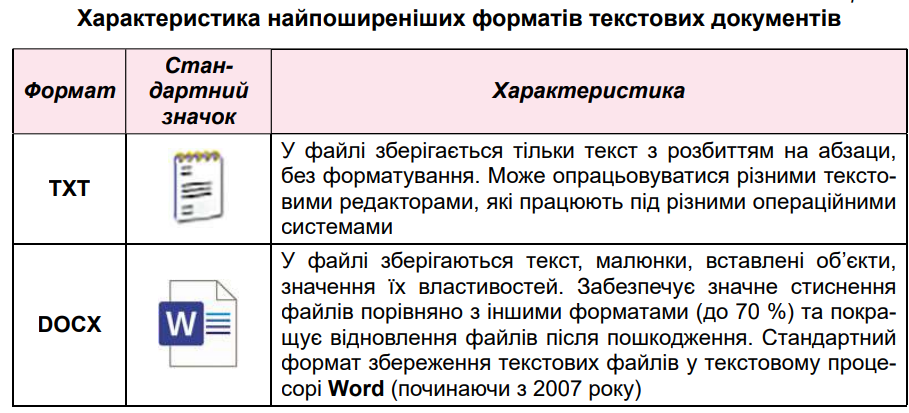 Характеристика найпоширеніших форматів текстових документів
Формат
Стан-
дартний
значок
Характеристика
TXT
У файлі зберігається тільки текст з розбиттям на абзаци,
без форматування. Може опрацьовуватися різними тексто-
вими редакторами, які працюють під різними операційними
системами
DOCX
W
У файлі зберігаються текст, малюнки, вставлені об’єкти,
значення їх властивостей. Забезпечує значне стиснення
файлів порівняно з іншими форматами (до 70 %) та покра-
щує відновлення файлів після пошкодження. Стандартний
формат збереження текстових файлів у текстовому проце-
сорі Word (починаючи з 2007 року)